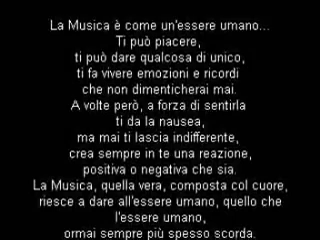 La Musica è come un'essere umano...
Ti può piacere,
ti può dare qualcosa di unico,
ti fa vivere emozioni e ricordi
che non dimenticherai mai.
A volte però, a forza di sentirla
ti da la nausea,
ma mai ti lascia indifferente,
crea sempre in te una reazione,
positiva o negativa che sia.
La Musica, quella vera, composta col cuore,
riesce a dare all'essere umano, quello che
l'essere umano,
ormai sempre più spesso scorda.